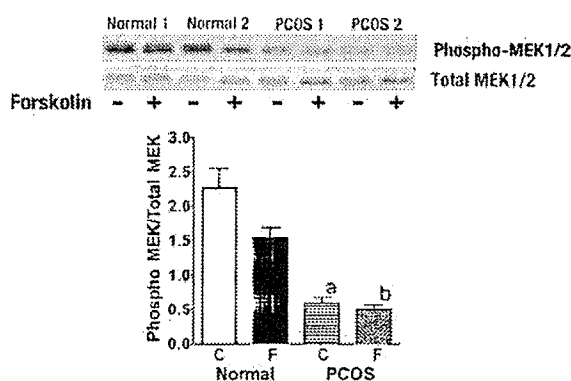 Normal 1 Normal 2 PCOS 1 PCOS 2
Phospho-MEK1/2
Total MEK1/2
Forskolin - + - + - + - +
Phospho MEK/Total MEK
3.0
2.5
2.0
1.5
1.0
0.5
0.0
a
b
C F C F
Normal PCOS